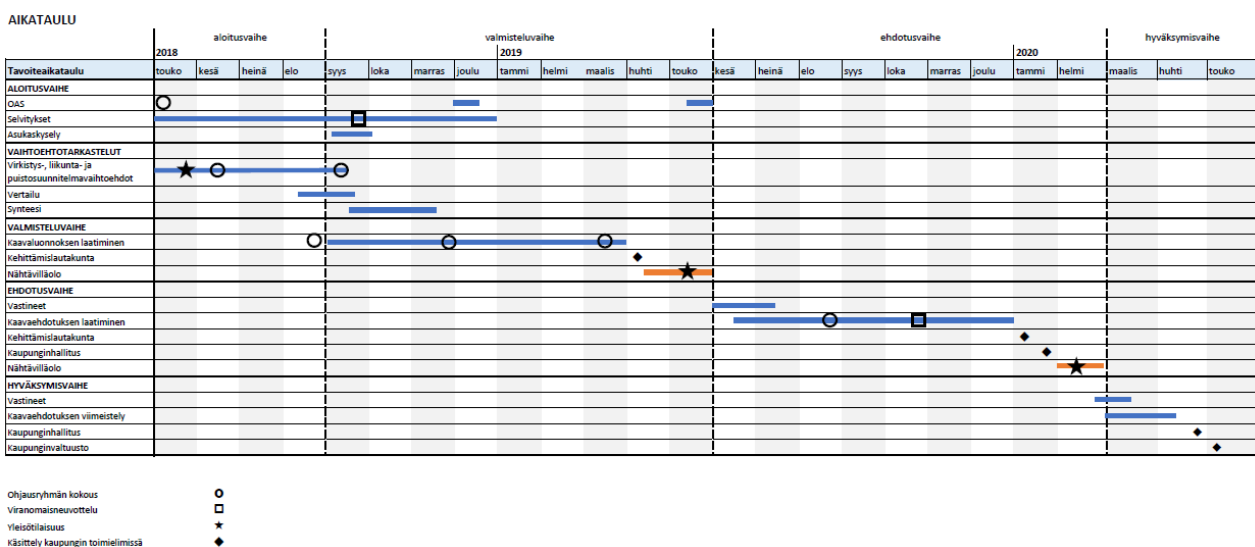 AIKATAULU
aloitusvaihe valmisteluvaihe ehdotusvaihe hyväksymisvaihe
2018 2019 2020
Tavoiteaikataulu touko kesä heinä elo syys loka marras joulu tammi helmi maalis huhti touko kesä heinä elo syys loka marras joulu tammi helmi maalis huhti touko
ALOITUSVAIHE
OAS
Selvitykset
Asukaskysely
VAIHTOEHTOTARKASTELUT
Virkistys-, liikunta- ja
puistosuunnitelmavaihtoehdot
Vertailu
Synteesi
VALMISTELUVAIHE
Kaavaluonnoksen laatiminen
Kehittämislautakunta
Nähtävilläolo
EHDOTUSVAIHE
Vastineet
Kaavaehdotuksen laatiminen
Kehittämislautakunta
Kaupunginhallitus
Nähtävilläolo
HYVÄKSYMISVAIHE
Vastineet
Kaavaehdotuksen viimeistely
Kaupunginhallitus
Kaupunginvaltuusto
Ohjausryhmän kokous
Viranomaisneuvottelu
Yleisötilaisuus
Käsittely kaupungin toimielimissä